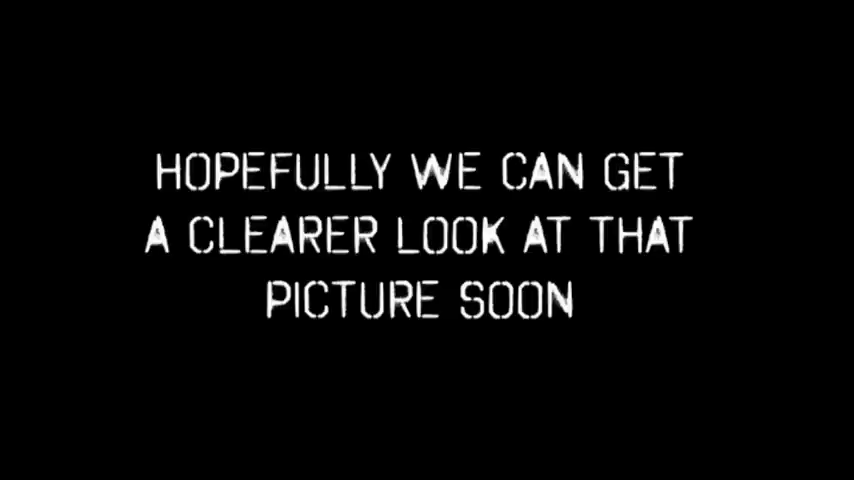 HOPEFULLY WE CAN GET
A CLEARER LOOK AT THAT
PICTURE SOON